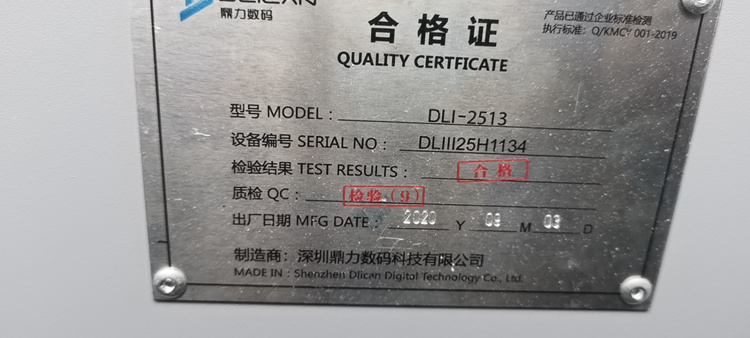 DLICAN
鼎力数码
合格证
QUALITY CERTFICATE
产品已通过企业标准检测
执行标准: Q/KMCY 001-2019
型号 MODEL: DLI-2513
设备编号 SERIAL NO: DLIII25H1134
检验结果 TEST RESULTS: 合格
质检 QC: 检验(9)
出厂日期 MFG DATE: 2020 Y 09 M 03 D
制造商: 深圳鼎力数码科技有限公司
MADE IN: Shenzhen Dlican Digital Technology Co., Ltd.